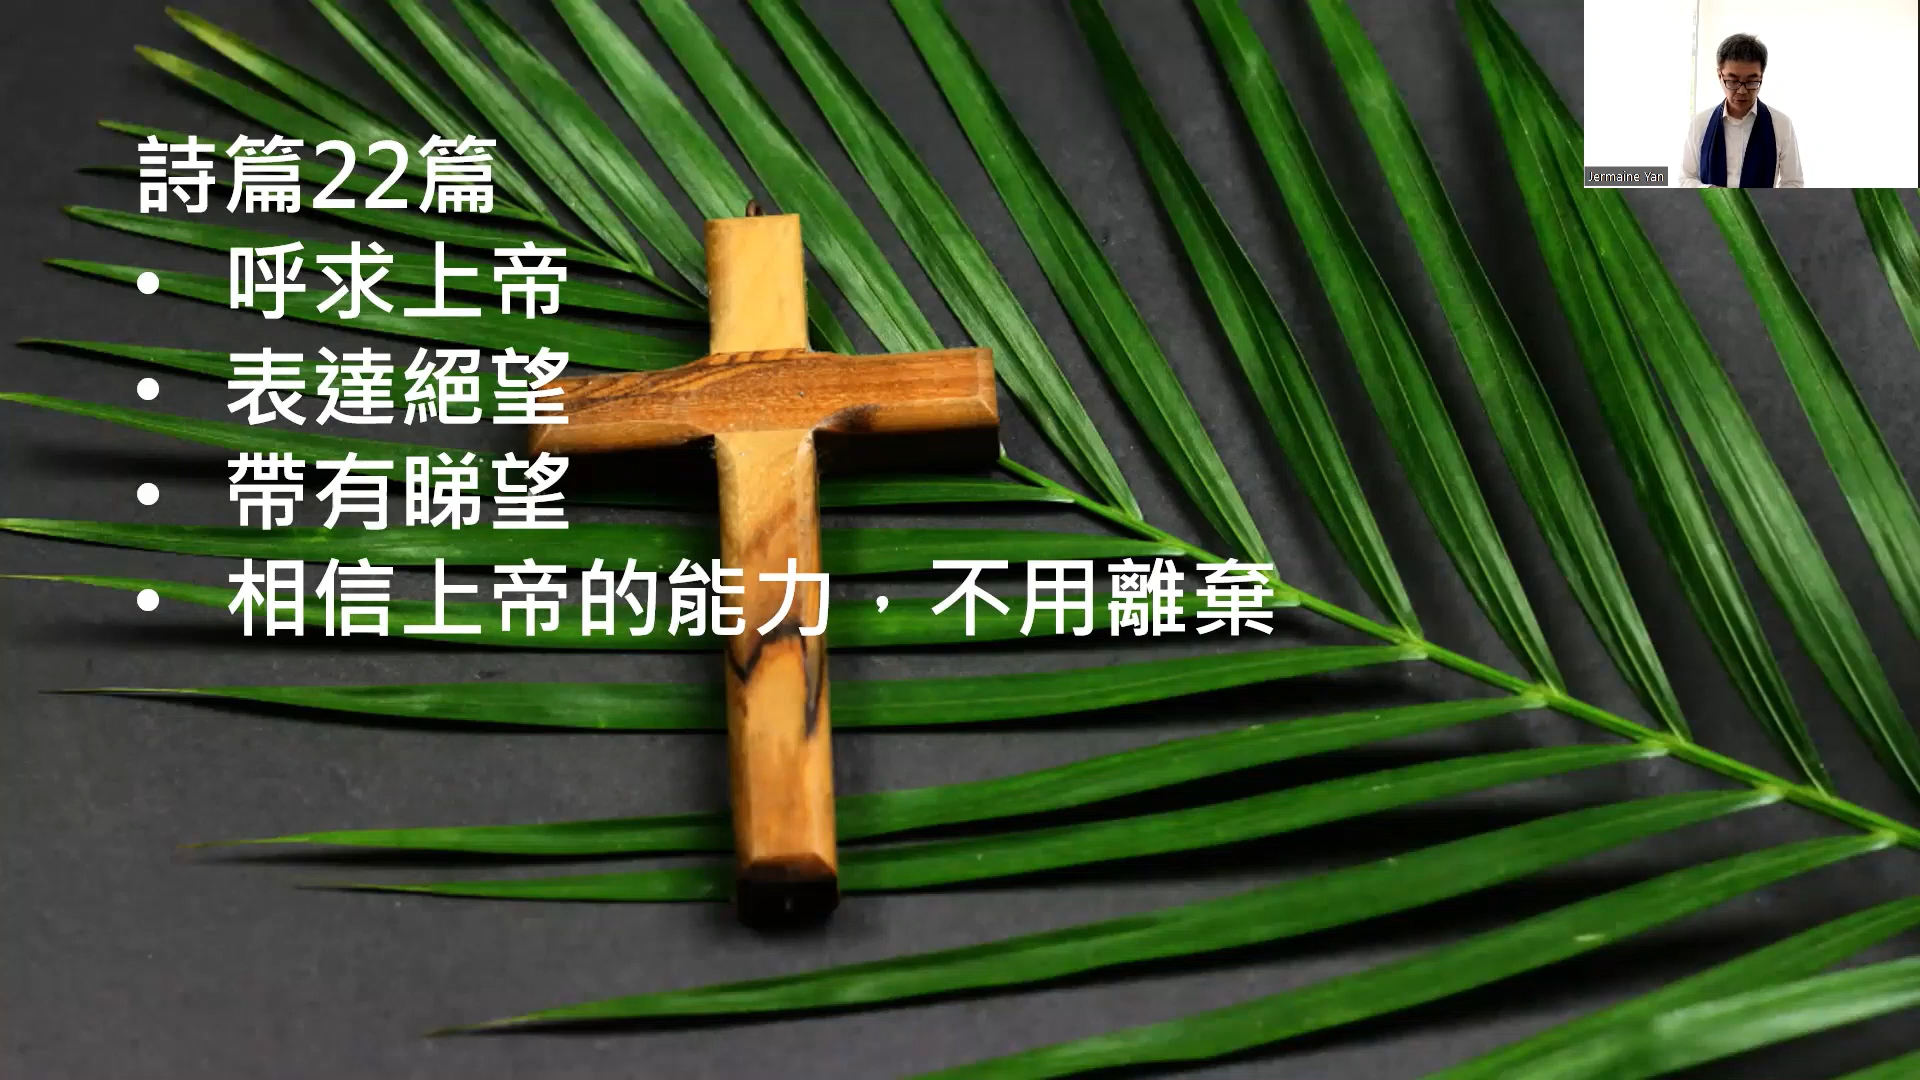 詩篇22篇
• 呼求上帝
• 表達絕望
• 帶有睇望
• 相信上帝的能力，不用離棄
Jermaine Yan